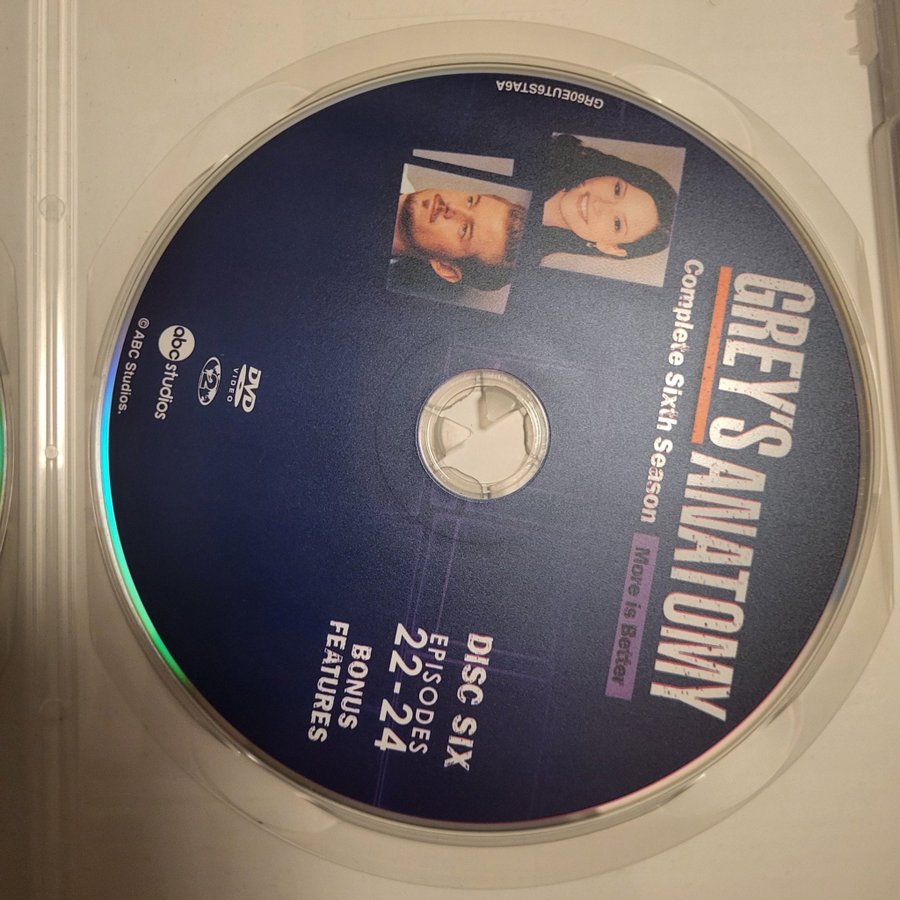 GREY'S ANATOMY
Complete Sixth Season
More is Better
DISC SIX
EPISODES
22-24
BONUS
FEATURES
DVD
VIDEO
2
abc studios
© ABC Studios.
GR60EUT6STA6A